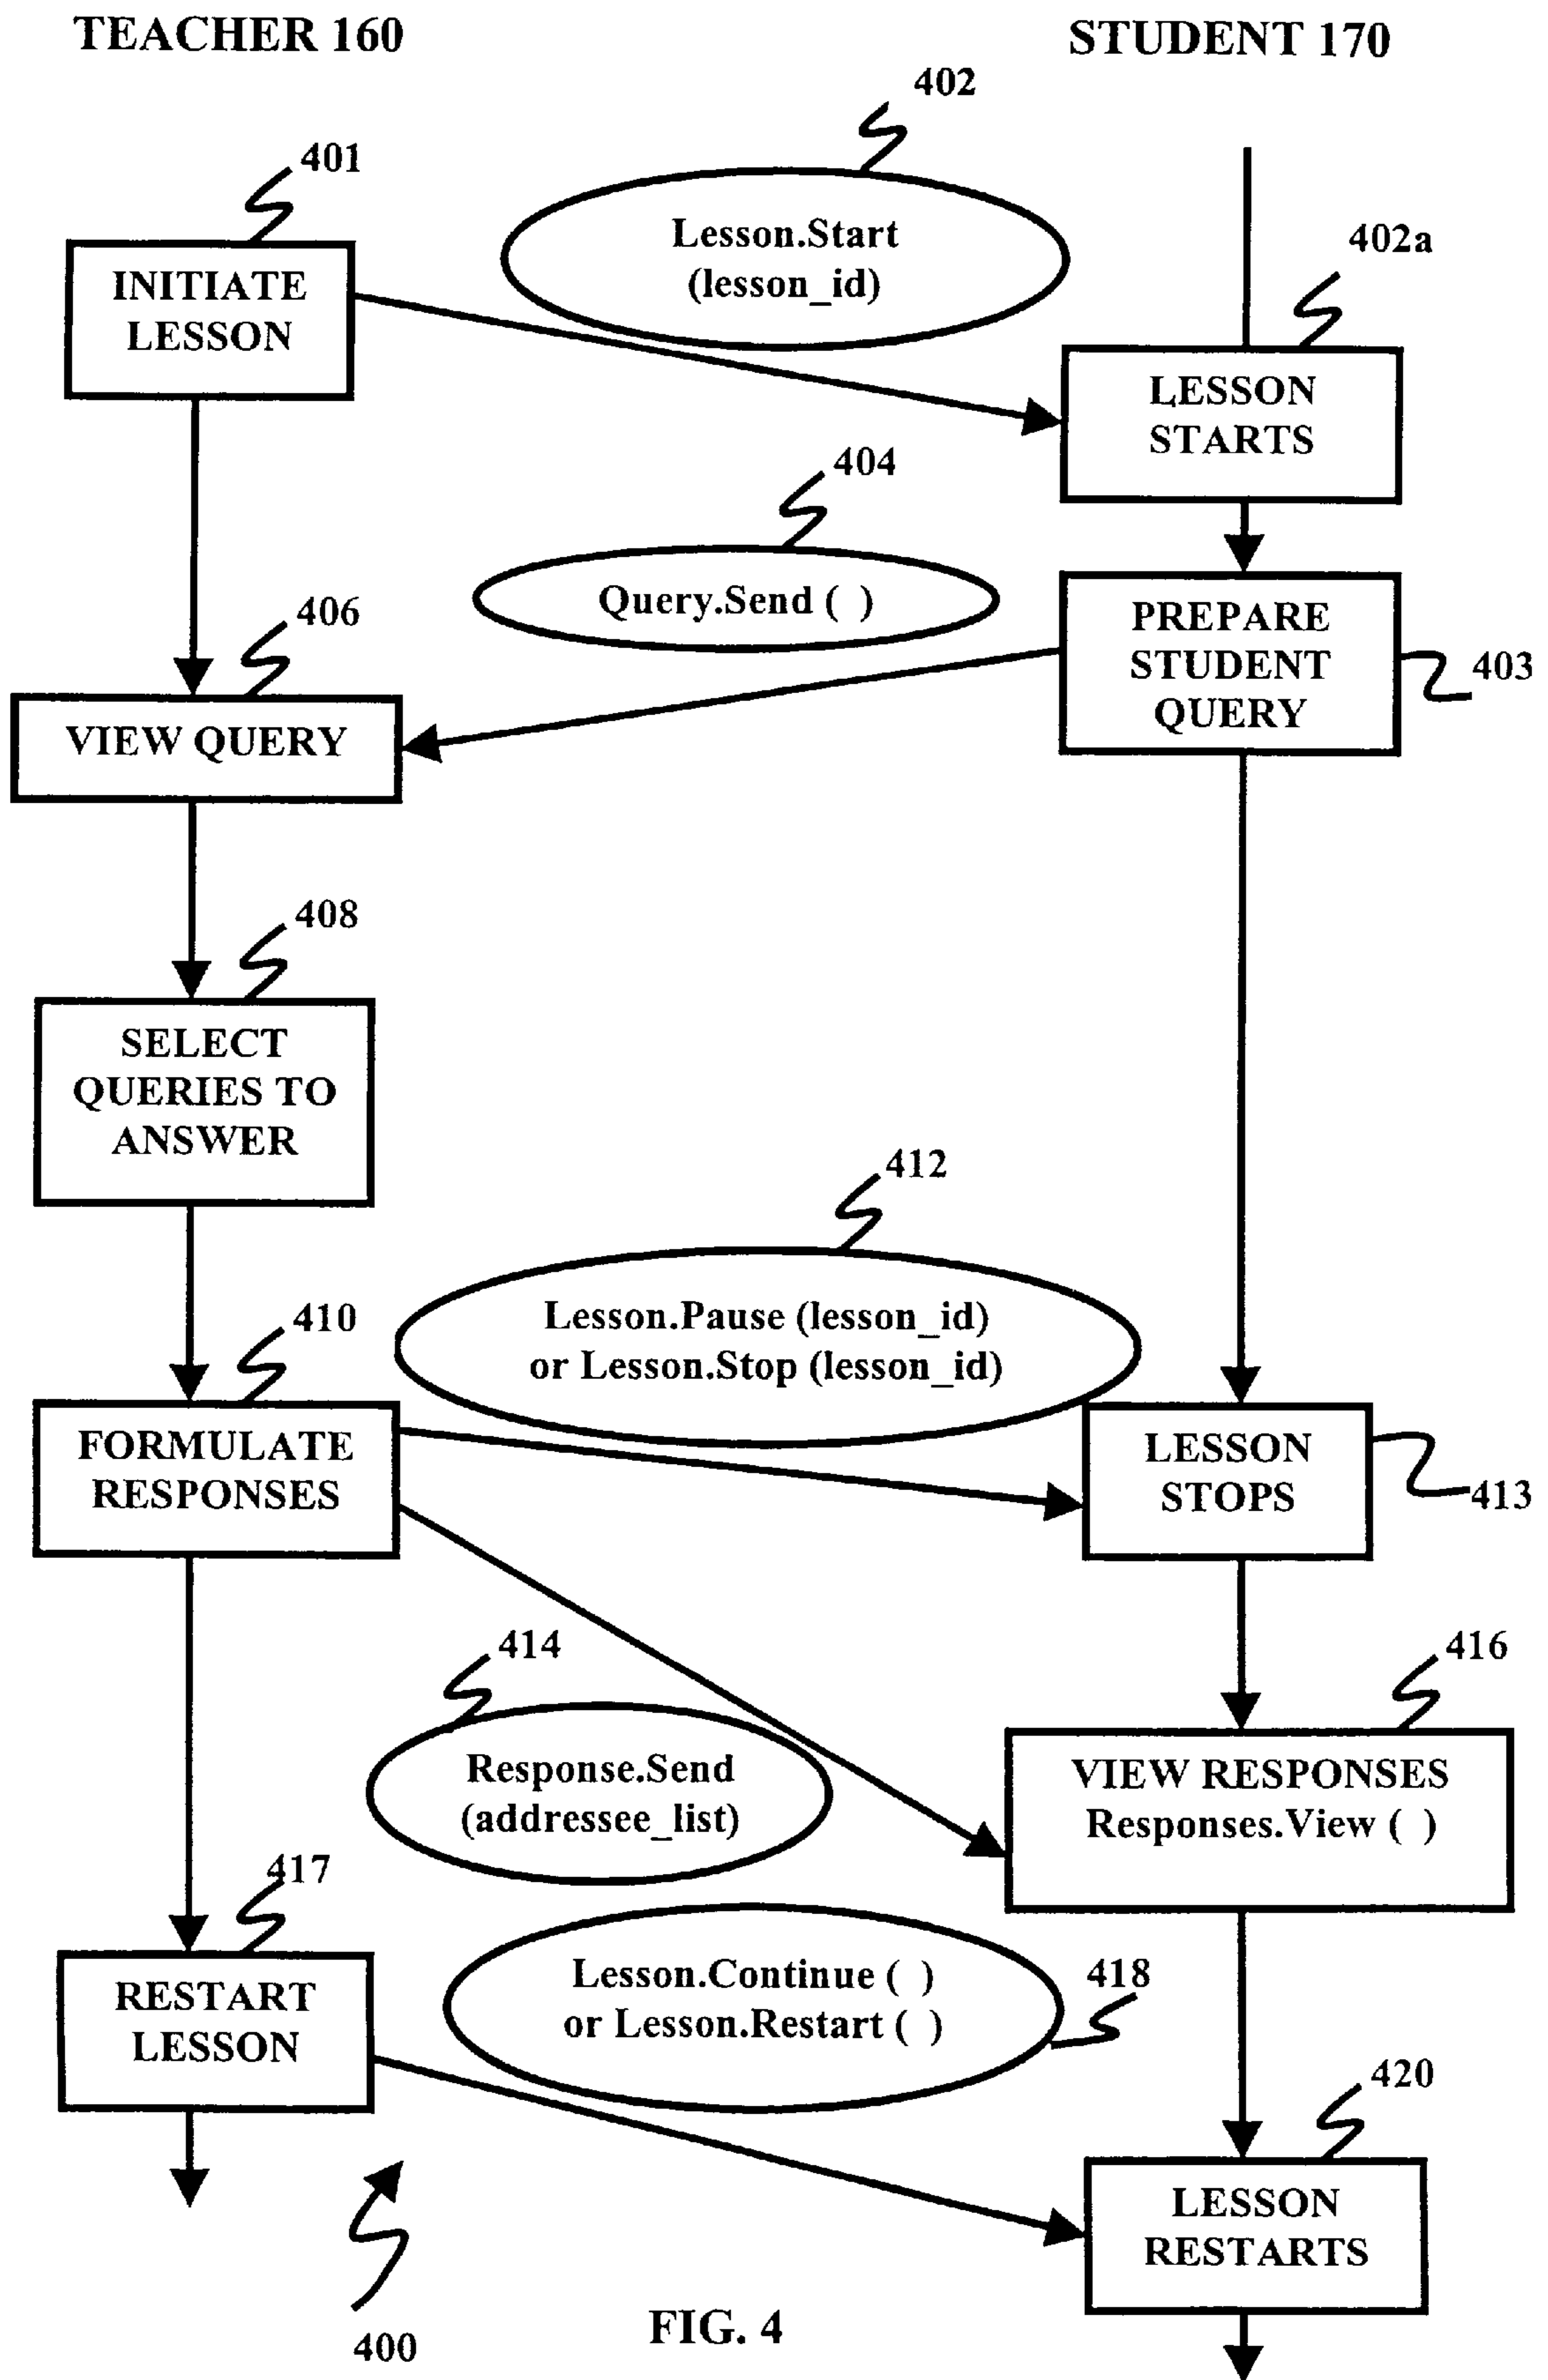 TEACHER 160
STUDENT 170
402
401
Lesson.Start
(lesson_id)
402a
INITIATE
LESSON
LESSON
STARTS
404
Query.Send ( )
406
PREPARE
STUDENT
QUERY
403
VIEW QUERY
408
SELECT
QUERIES TO
ANSWER
412
Lesson.Pause (lesson_id)
or Lesson.Stop (lesson_id)
410
FORMULATE
RESPONSES
LESSON
STOPS
413
414
416
Response.Send
(addressee_list)
VIEW RESPONSES
Responses.View ( )
417
RESTART
LESSON
Lesson.Continue ( )
or Lesson.Restart ( )
418
420
LESSON
RESTARTS
400
FIG. 4